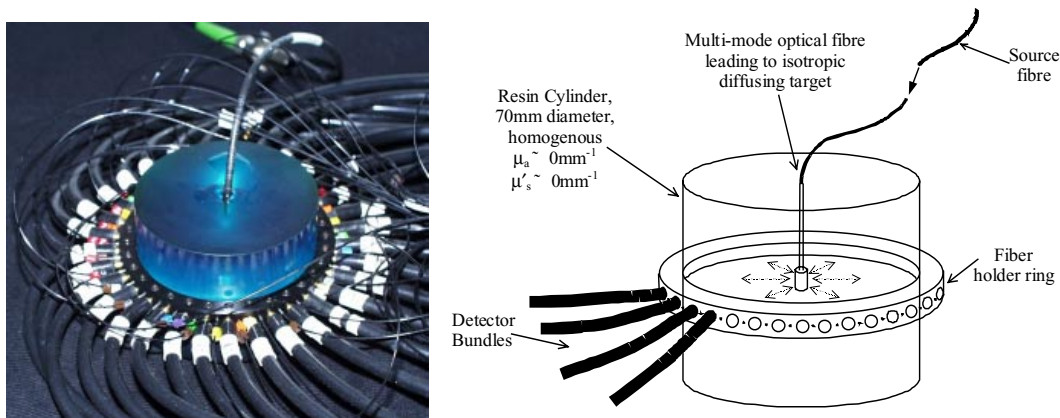 Multi-mode optical fibre
leading to isotropic
diffusing target
Source
fibre
Resin Cylinder,
70mm diameter,
homogenous
μa ~ 0mm-1
μ′s ~ 0mm-1
Fiber
holder ring
Detector
Bundles